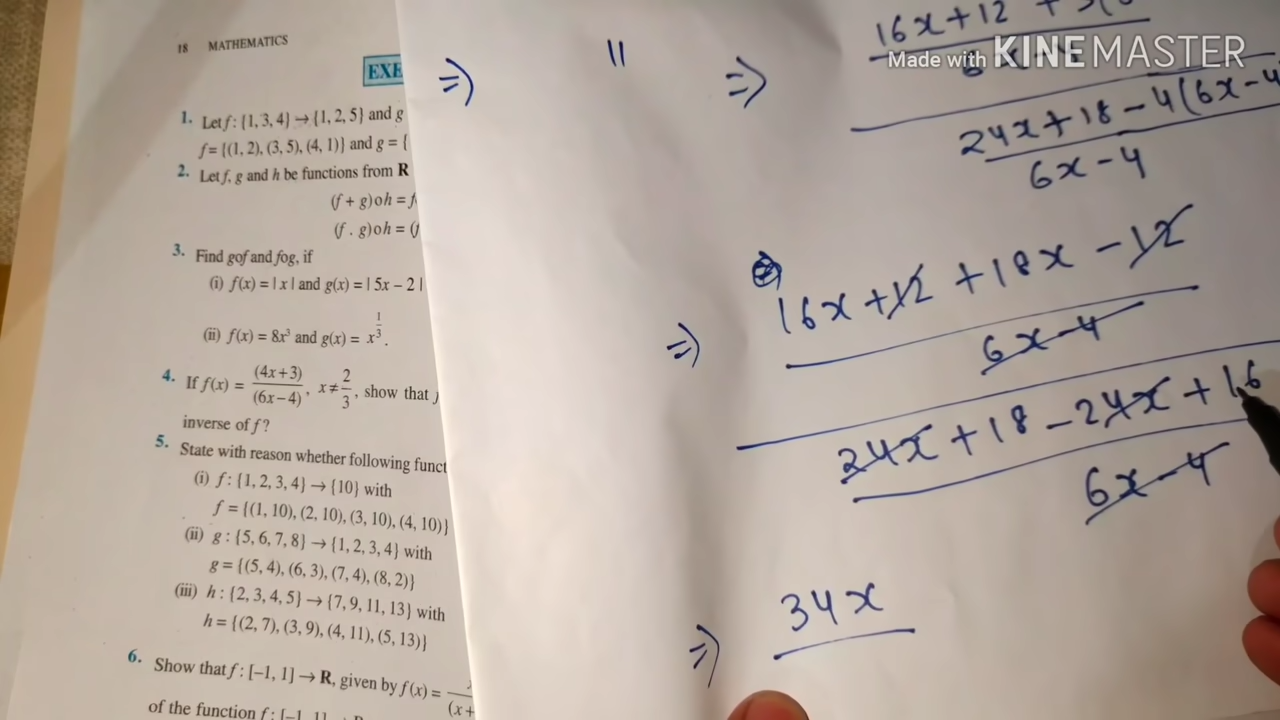 18 MATHEMATICS
EXE
1. Let f : {1, 3, 4} → {1, 2, 5} and g
f = {(1, 2), (3, 5), (4, 1)} and g = {
2. Let f, g and h be functions from R
(f + g)oh = f
(f . g)oh = (f
3. Find gof and fog, if
(i) f(x) = | x | and g(x) = | 5x – 2 |
(ii) f(x) = 8x³ and g(x) = x^(1/3).
4. If f(x) = (4x+3)/(6x–4), x ≠ 2/3, show that
inverse of f ?
5. State with reason whether following funct
(i) f : {1, 2, 3, 4} → {10} with
f = {(1, 10), (2, 10), (3, 10), (4, 10)}
(ii) g : {5, 6, 7, 8} → {1, 2, 3, 4} with
g = {(5, 4), (6, 3), (7, 4), (8, 2)}
(iii) h : {2, 3, 4, 5} → {7, 9, 11, 13} with
h = {(2, 7), (3, 9), (4, 11), (5, 13)}
6. Show that f : [–1, 1] → R, given by f(x) =
(x+
of the function f : [–1, 1]
Made with KINEMASTER
=> 11 =>
16x+12 +
24x+18 – 4(6x–4
6x–4
=> 16x+12 +18x –12
6x–4
24x +18 –24x +16
6x–4
=> 34x